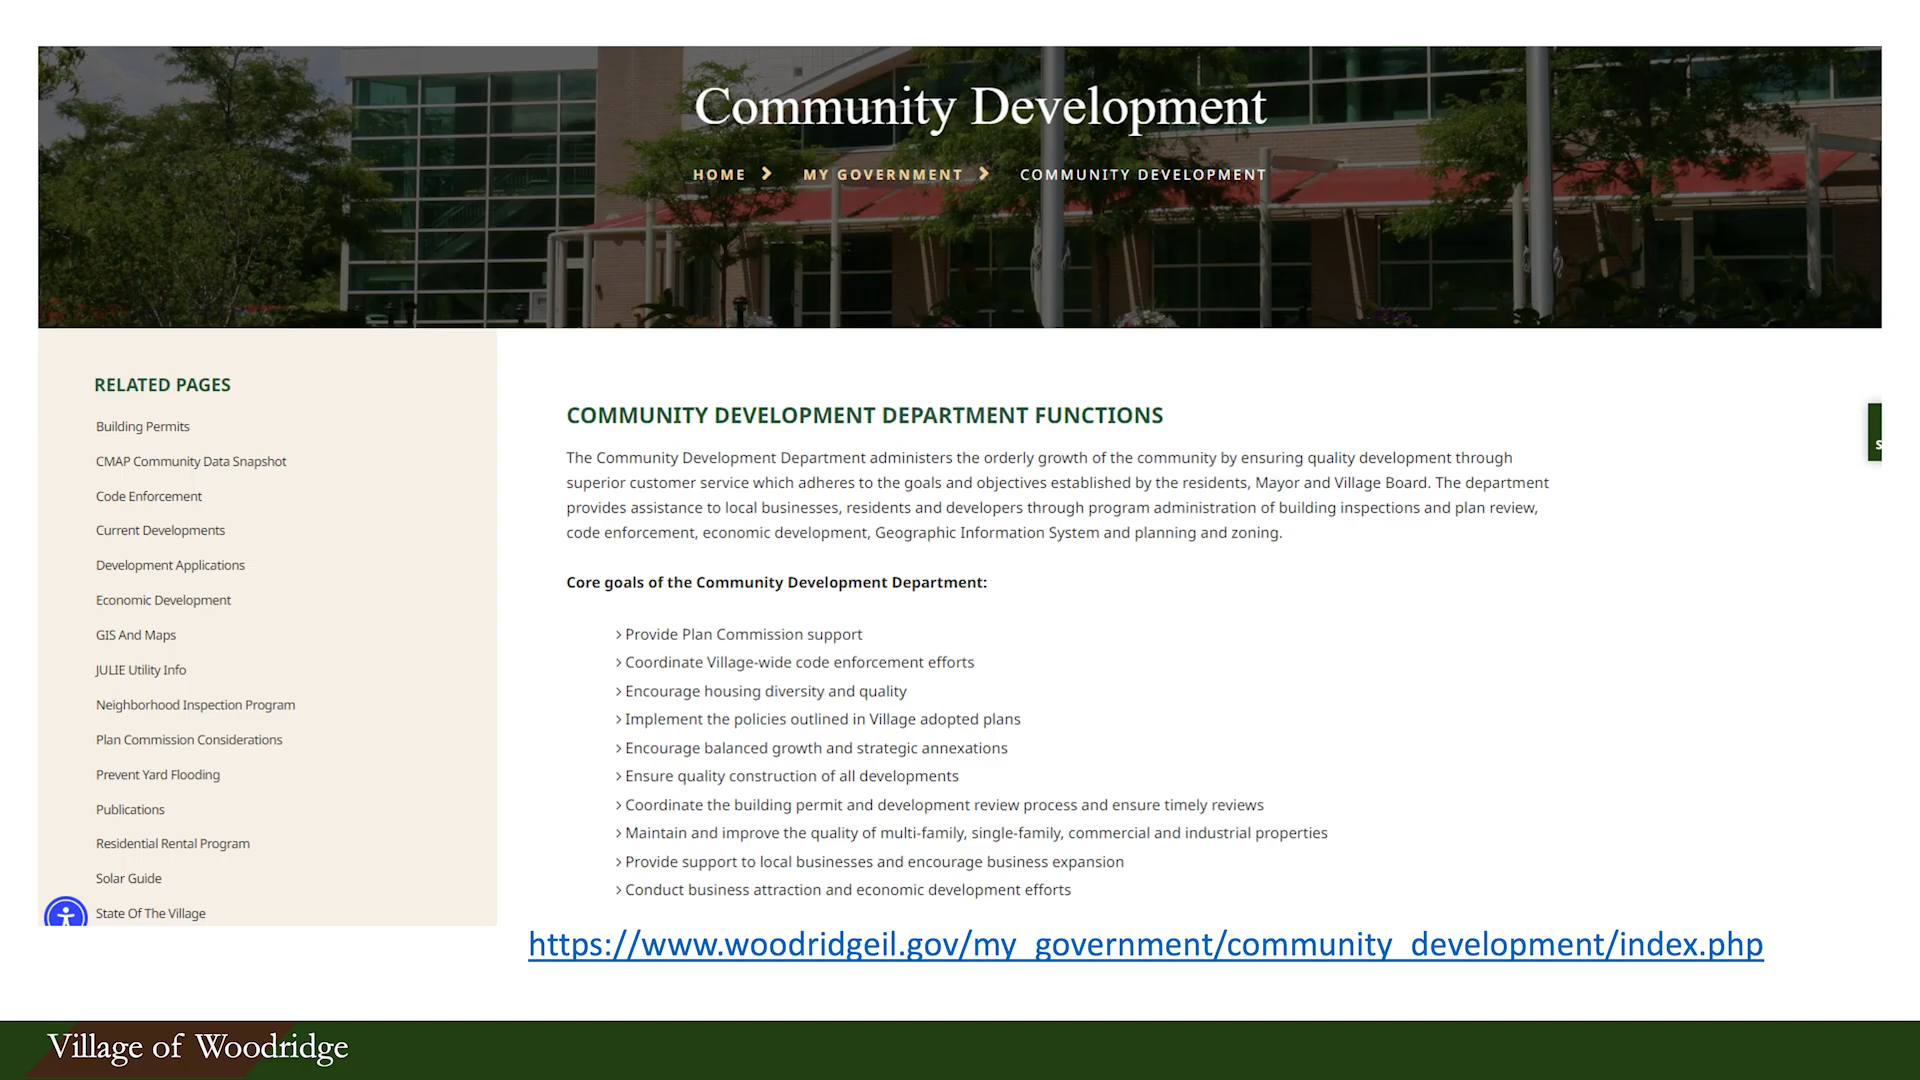 Community Development
HOME > MY GOVERNMENT > COMMUNITY DEVELOPMENT
RELATED PAGES
Building Permits
CMAP Community Data Snapshot
Code Enforcement
Current Developments
Development Applications
Economic Development
GIS And Maps
JULIE Utility Info
Neighborhood Inspection Program
Plan Commission Considerations
Prevent Yard Flooding
Publications
Residential Rental Program
Solar Guide
State Of The Village
COMMUNITY DEVELOPMENT DEPARTMENT FUNCTIONS
The Community Development Department administers the orderly growth of the community by ensuring quality development through
superior customer service which adheres to the goals and objectives established by the residents, Mayor and Village Board. The department
provides assistance to local businesses, residents and developers through program administration of building inspections and plan review,
code enforcement, economic development, Geographic Information System and planning and zoning.
Core goals of the Community Development Department:
> Provide Plan Commission support
> Coordinate Village-wide code enforcement efforts
> Encourage housing diversity and quality
> Implement the policies outlined in Village adopted plans
> Encourage balanced growth and strategic annexations
> Ensure quality construction of all developments
> Coordinate the building permit and development review process and ensure timely reviews
> Maintain and improve the quality of multi-family, single-family, commercial and industrial properties
> Provide support to local businesses and encourage business expansion
> Conduct business attraction and economic development efforts
https://www.woodridgeil.gov/my_government/community_development/index.php
Village of Woodridge